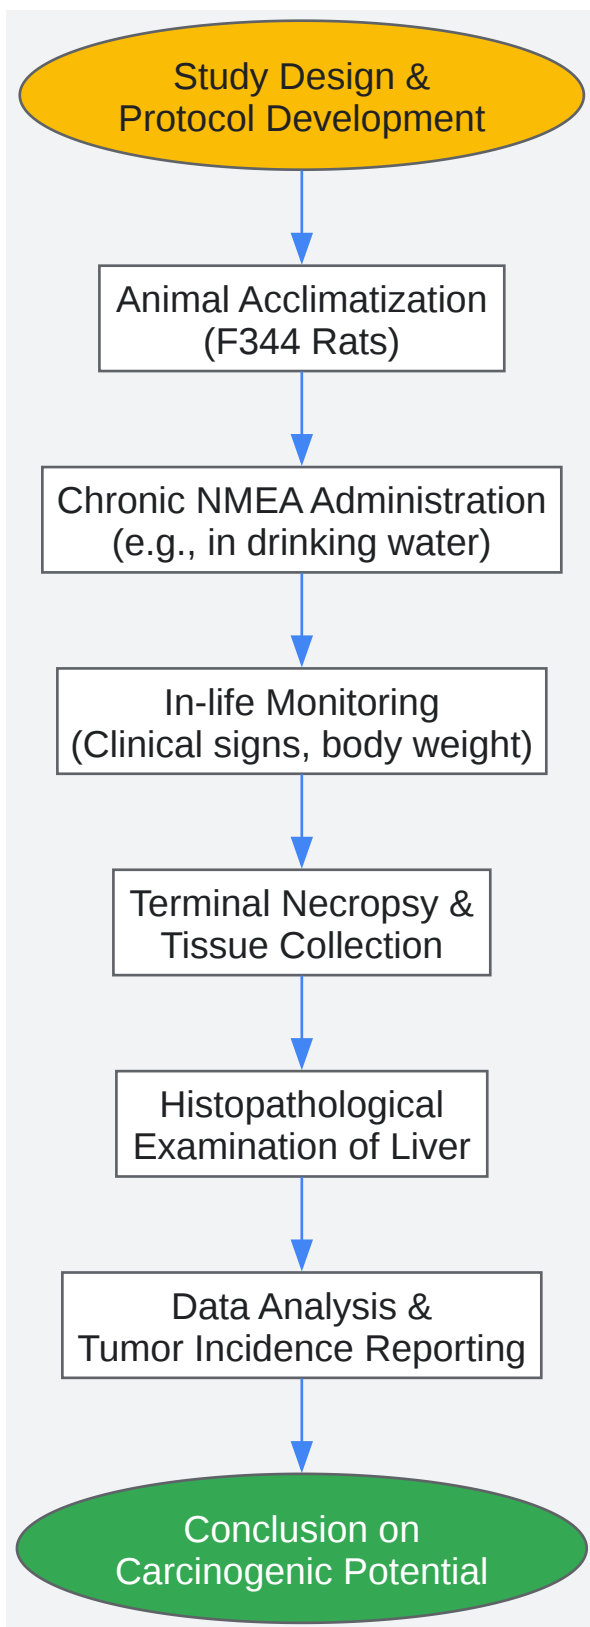 Study Design &
Protocol Development
Animal Acclimatization
(F344 Rats)
Chronic NMEA Administration
(e.g., in drinking water)
In-life Monitoring
(Clinical signs, body weight)
Terminal Necropsy &
Tissue Collection
Histopathological
Examination of Liver
Data Analysis &
Tumor Incidence Reporting
Conclusion on
Carcinogenic Potential